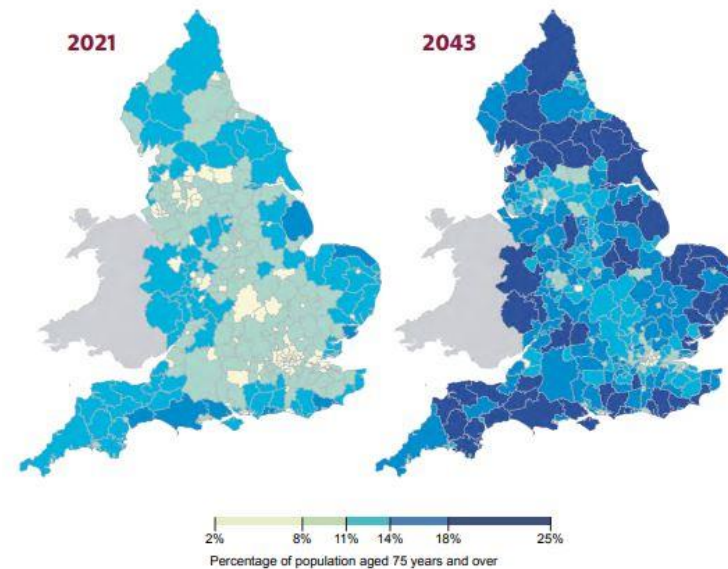 2021
2043
2% 8% 11% 14% 18% 25%
Percentage of population aged 75 years and over